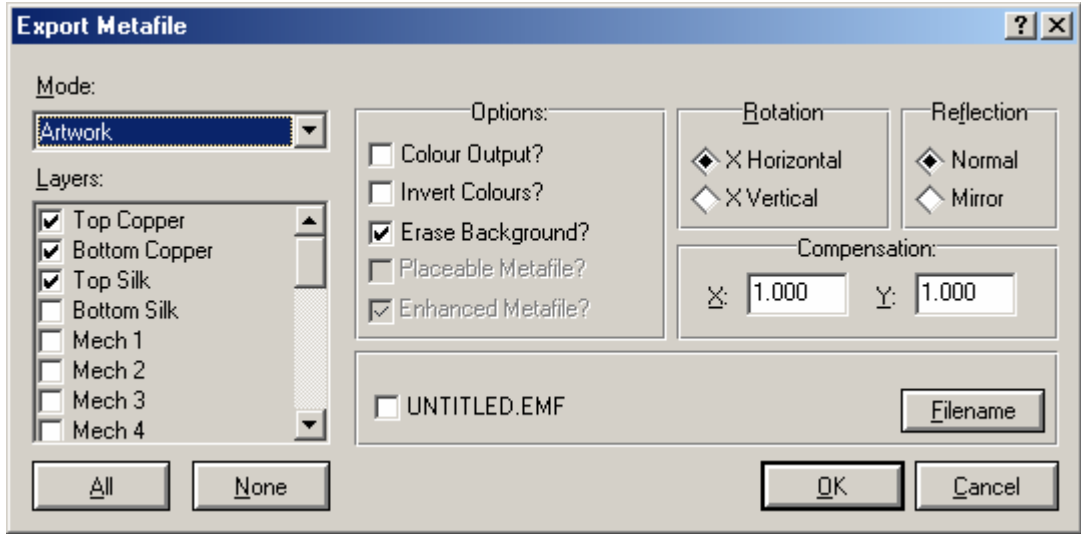 Export Metafile
Mode:
Artwork
Layers:
Top Copper
Bottom Copper
Top Silk
Bottom Silk
Mech 1
Mech 2
Mech 3
Mech 4
All
None
Options:
Colour Output?
Invert Colours?
Erase Background?
Placeable Metafile?
Enhanced Metafile?
Rotation
X Horizontal
X Vertical
Reflection
Normal
Mirror
Compensation:
X: 1.000 Y: 1.000
UNTITLED.EMF
Filename
OK
Cancel